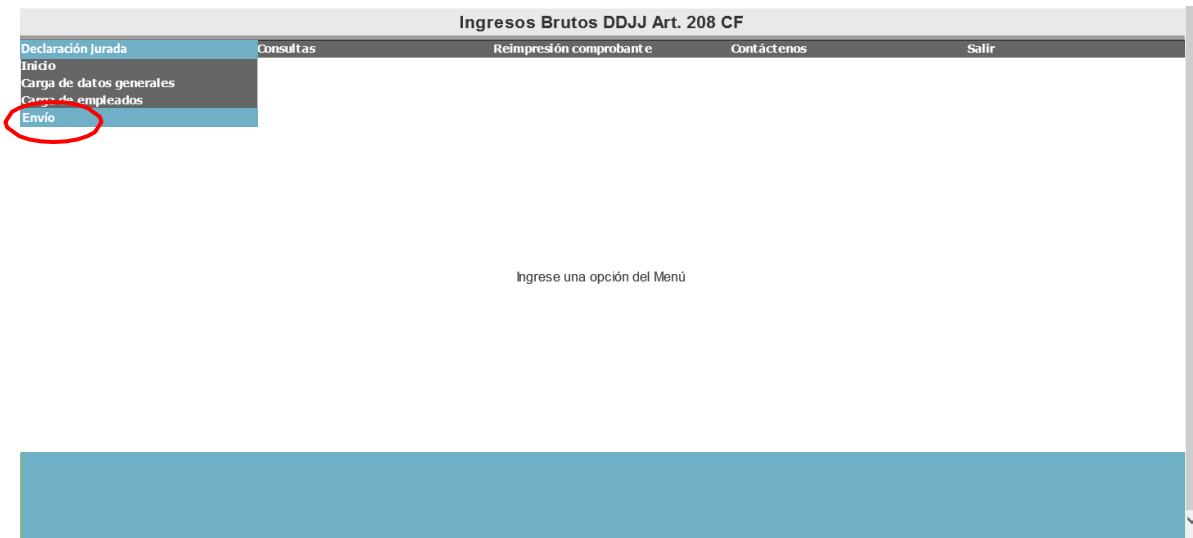 Ingresos Brutos DDJJ Art. 208 CF
Declaración Jurada Consultas Reimpresión comprobante Contáctenos Salir
Inicio
Carga de datos generales
Carga de empleados
Envío
Ingrese una opción del Menú